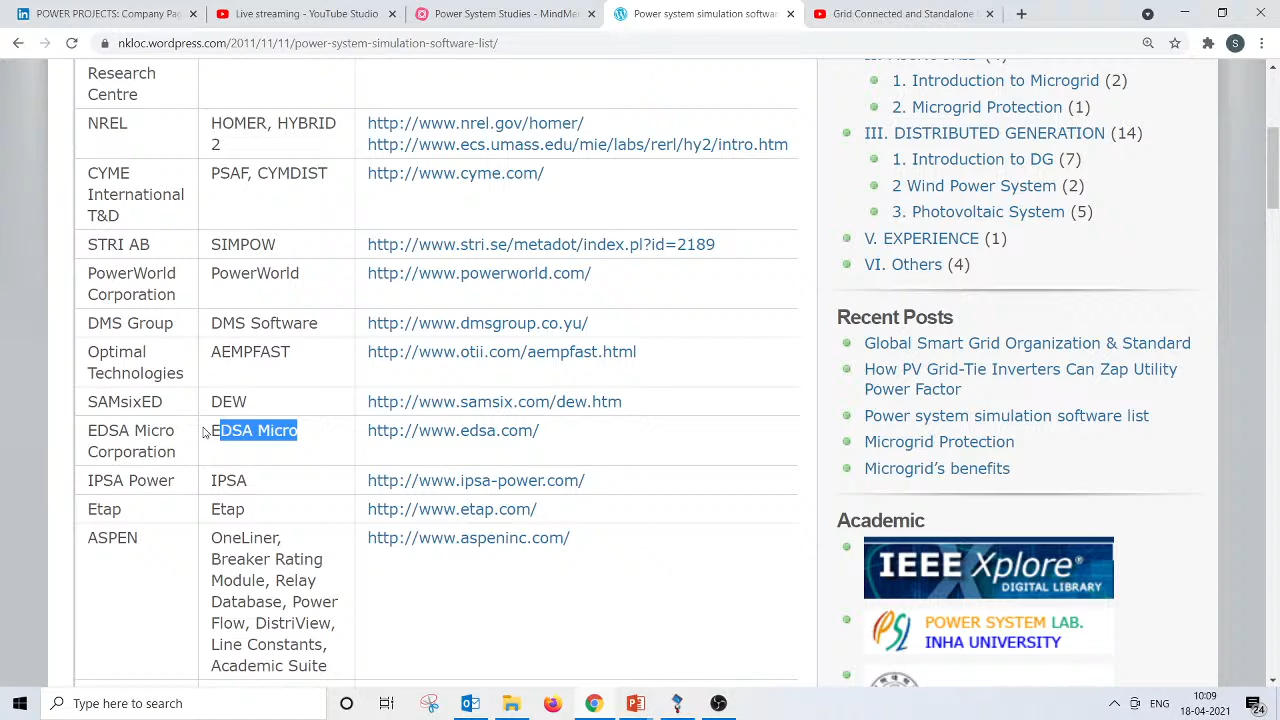 POWER PROJECTS Company Pa
Live streaming - YouTube Studio
Power System Studies - MindMe
Power system simulation softwa
Grid Connected and Standalone
nkloc.wordpress.com/2011/11/11/power-system-simulation-software-list/
S
Research
Centre
NREL
HOMER, HYBRID
2
http://www.nrel.gov/homer/
http://www.ecs.umass.edu/mie/labs/rerl/hy2/intro.htm
CYME
International
T&D
PSAF, CYMDIST
http://www.cyme.com/
STRI AB
SIMPOW
http://www.stri.se/metadot/index.pl?id=2189
PowerWorld
Corporation
PowerWorld
http://www.powerworld.com/
DMS Group
DMS Software
http://www.dmsgroup.co.yu/
Optimal
Technologies
AEMPFAST
http://www.otii.com/aempfast.html
SAMsixED
DEW
http://www.samsix.com/dew.htm
EDSA Micro
Corporation
EDSA Micro
http://www.edsa.com/
IPSA Power
IPSA
http://www.ipsa-power.com/
Etap
Etap
http://www.etap.com/
ASPEN
OneLiner,
Breaker Rating
Module, Relay
Database, Power
Flow, DistriView,
Line Constants,
Academic Suite
http://www.aspeninc.com/
1. Introduction to Microgrid (2)
2. Microgrid Protection (1)
III. DISTRIBUTED GENERATION (14)
1. Introduction to DG (7)
2 Wind Power System (2)
3. Photovoltaic System (5)
V. EXPERIENCE (1)
VI. Others (4)
Recent Posts
Global Smart Grid Organization & Standard
How PV Grid-Tie Inverters Can Zap Utility
Power Factor
Power system simulation software list
Microgrid Protection
Microgrid’s benefits
Academic
IEEE Xplore®
DIGITAL LIBRARY
PSL POWER SYSTEM LAB.
INHA UNIVERSITY
Type here to search
ENG
10:09
18-04-2021
24